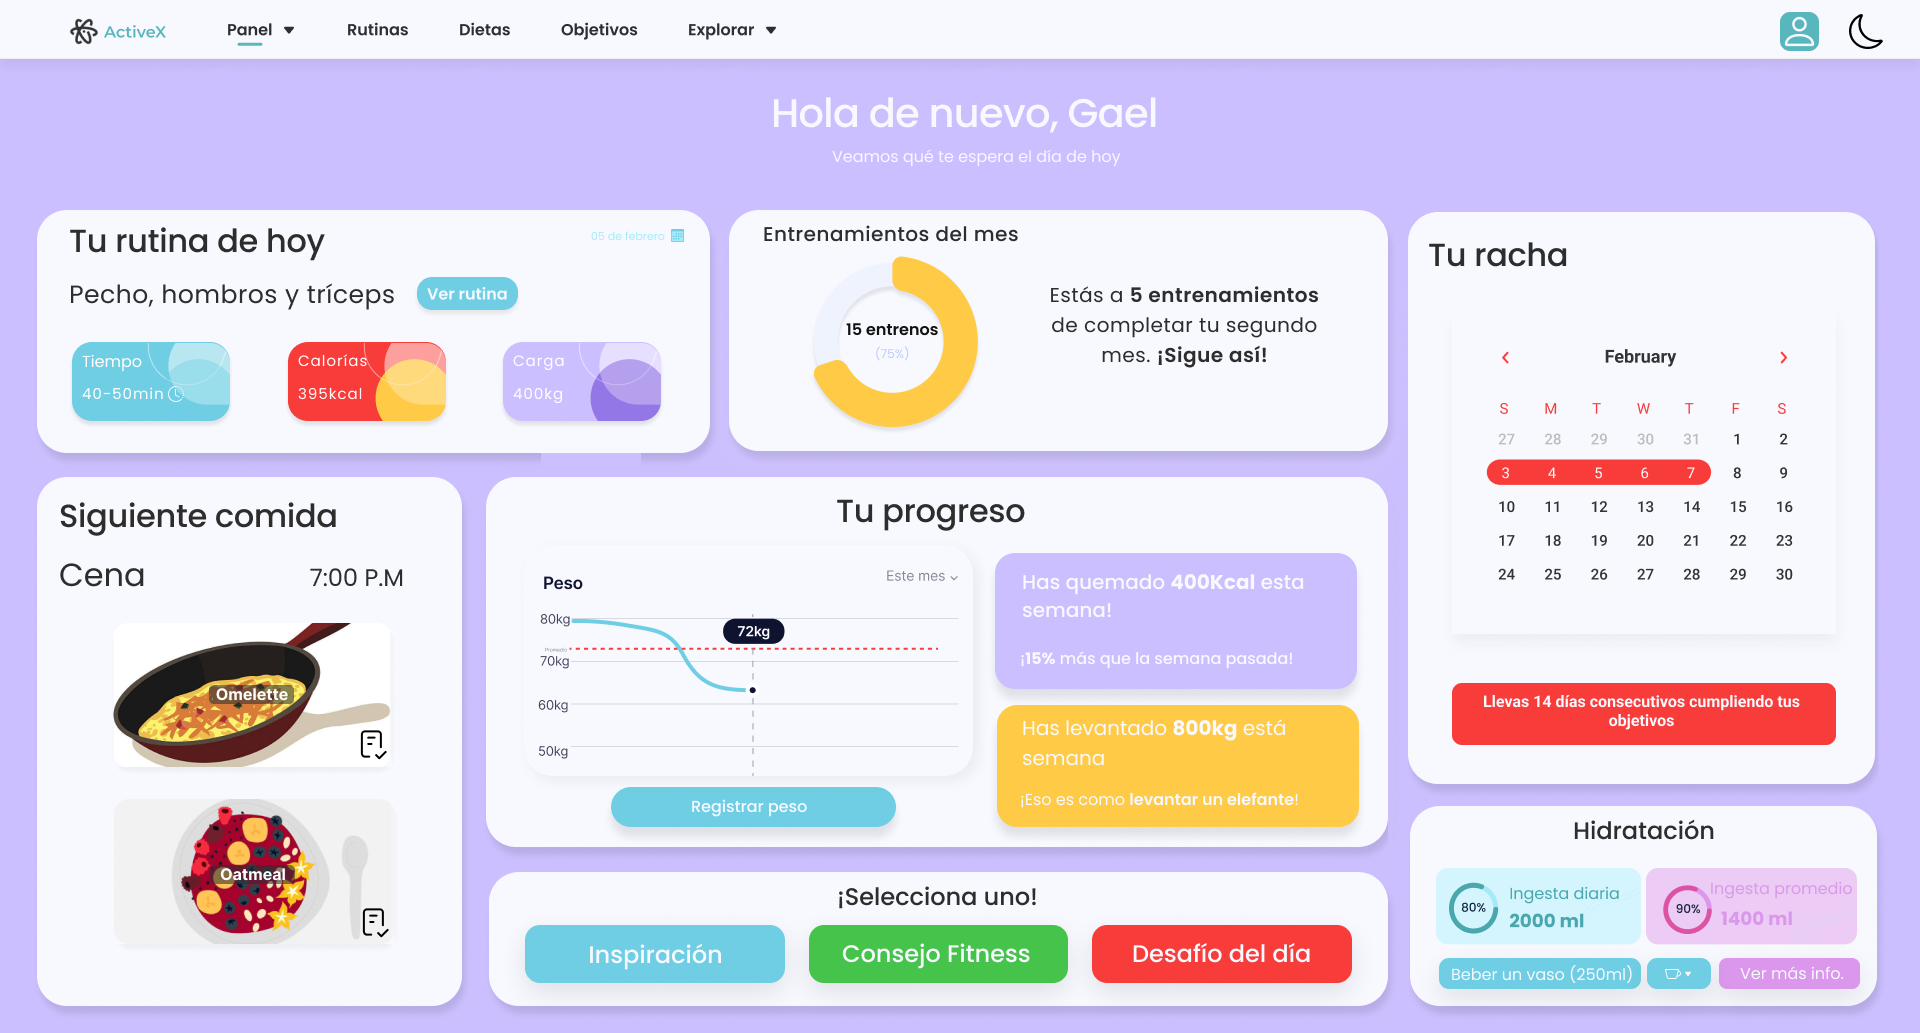 ActiveX
Panel
Rutinas
Dietas
Objetivos
Explorar
Hola de nuevo, Gael
Veamos qué te espera el día de hoy
Tu rutina de hoy
05 de febrero
Pecho, hombros y tríceps
Ver rutina
Tiempo
40-50min
Calorías
395kcal
Carga
400kg
Entrenamientos del mes
15 entrenos
(75%)
Estás a 5 entrenamientos
de completar tu segundo
mes. ¡Sigue así!
Tu racha
February
S M T W T F S
27 28 29 30 31 1 2
3 4 5 6 7 8 9
10 11 12 13 14 15 16
17 18 19 20 21 22 23
24 25 26 27 28 29 30
Llevas 14 días consecutivos cumpliendo tus
objetivos
Siguiente comida
Cena
7:00 P.M
Omelette
Oatmeal
Tu progreso
Peso
Este mes
80kg
72kg
Promedio
70kg
60kg
50kg
Registrar peso
Has quemado 400Kcal esta
semana!
¡15% más que la semana pasada!
Has levantado 800kg está
semana
¡Eso es como levantar un elefante!
¡Selecciona uno!
Inspiración
Consejo Fitness
Desafío del día
Hidratación
80%
Ingesta diaria
2000 ml
90%
Ingesta promedio
1400 ml
Beber un vaso (250ml)
Ver más info.